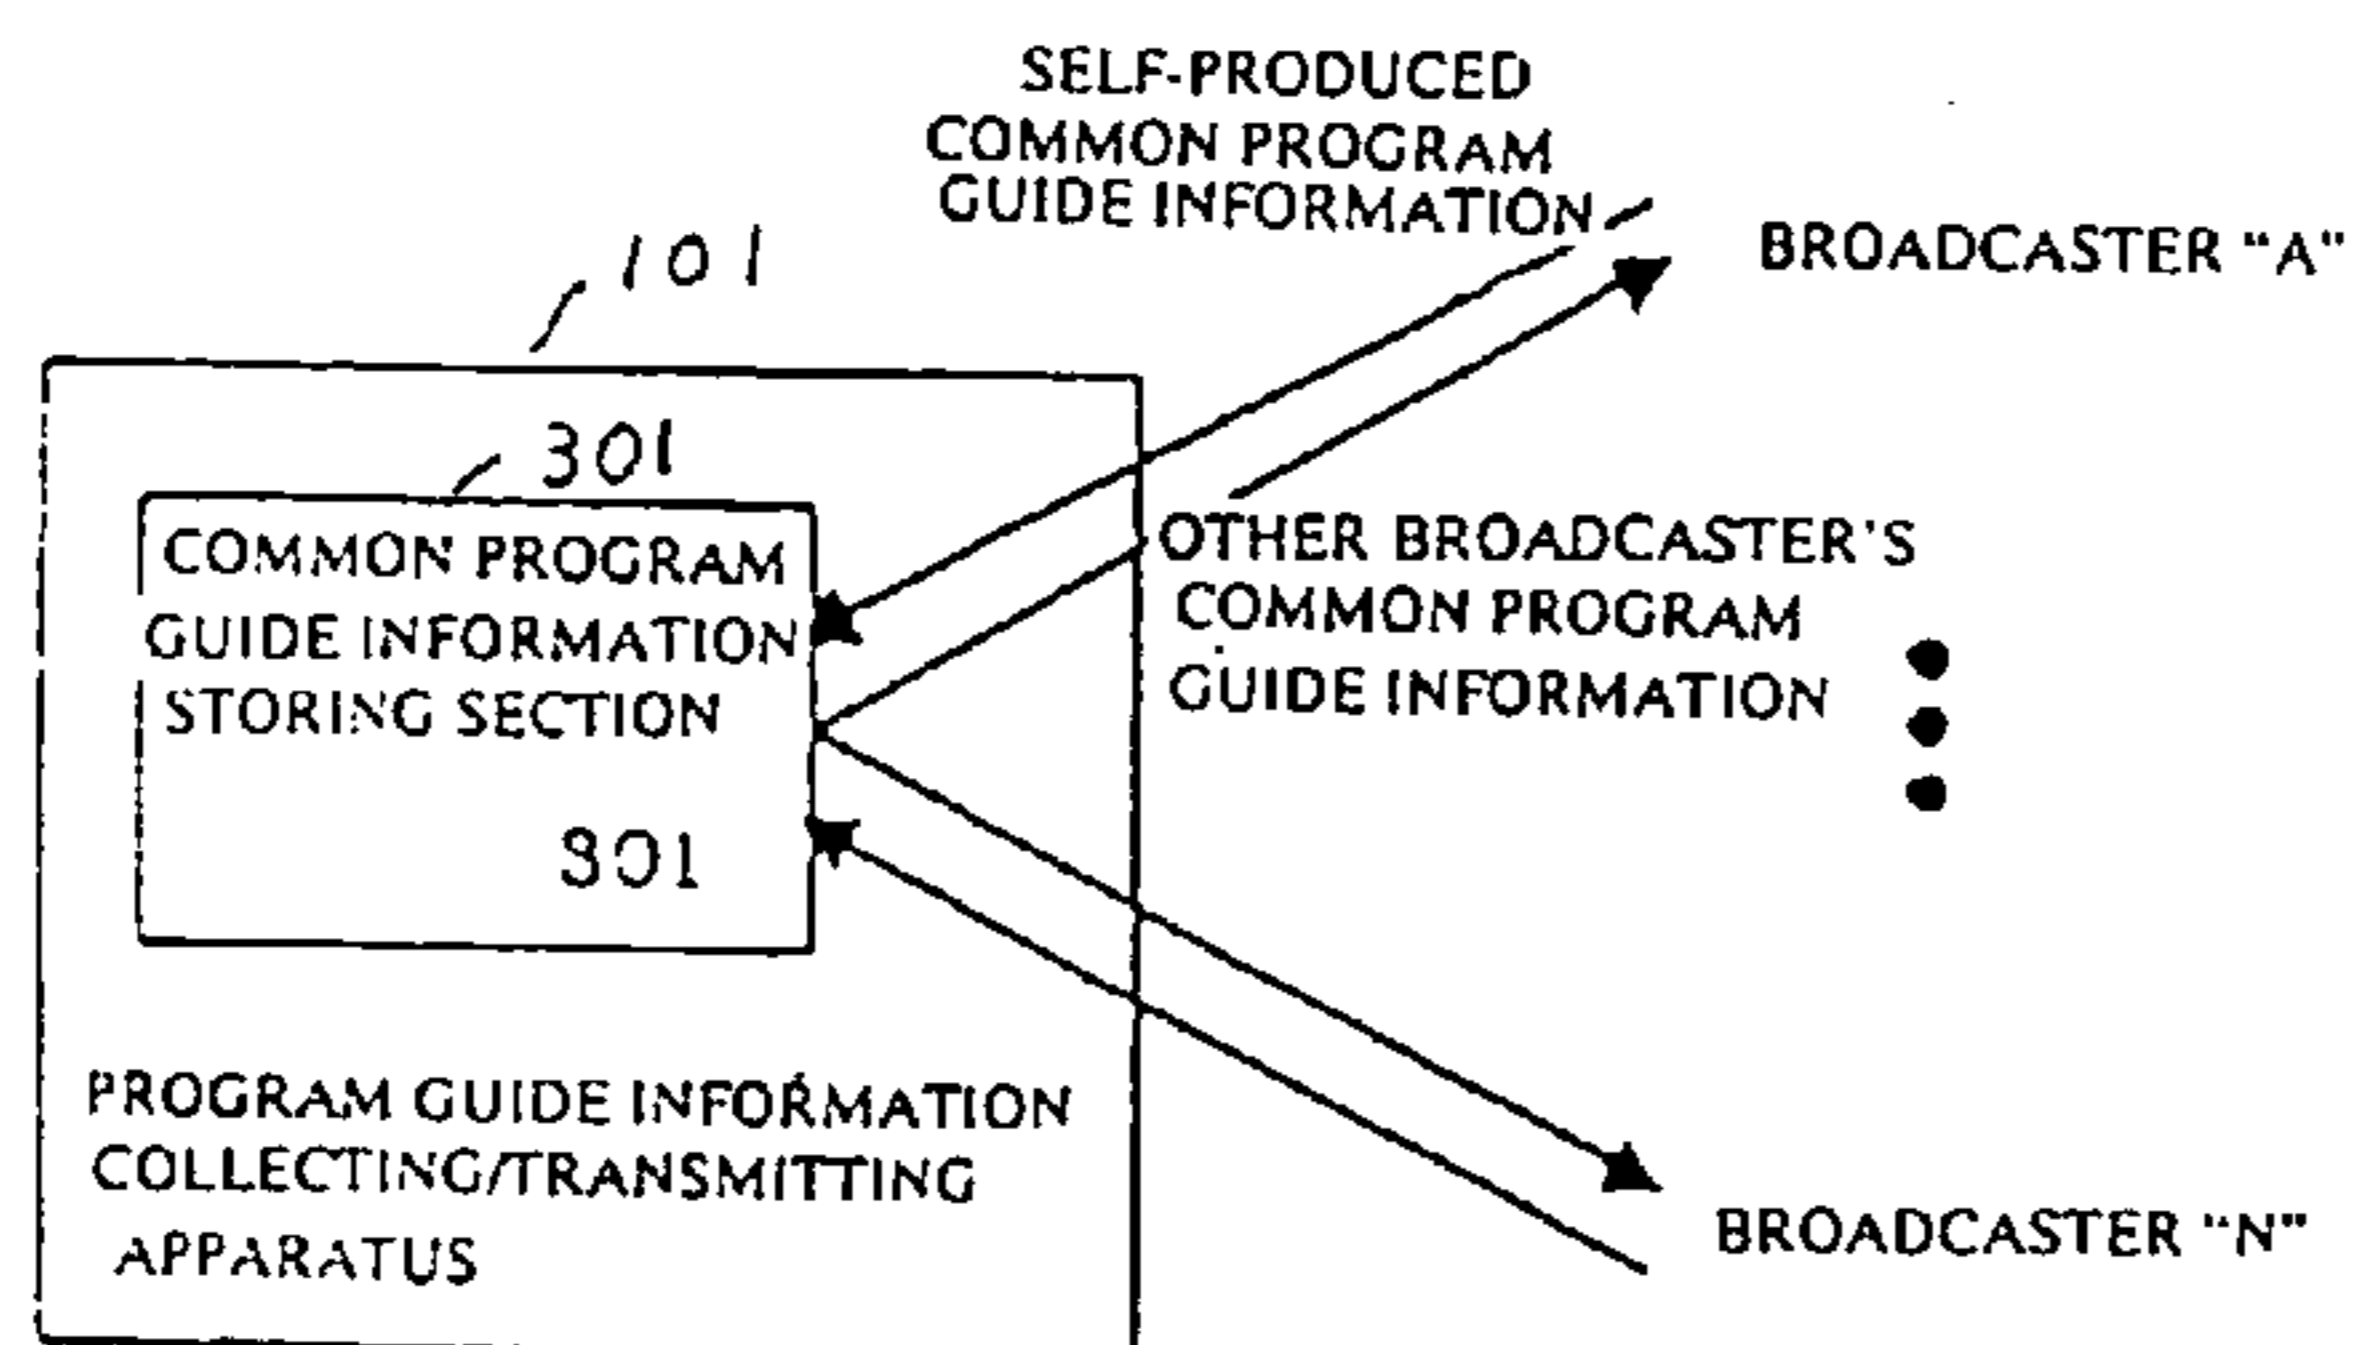 SELF-PRODUCED
COMMON PROGRAM
GUIDE INFORMATION
BROADCASTER "A"
101
301
COMMON PROGRAM
GUIDE INFORMATION
STORING SECTION
301
OTHER BROADCASTER'S
COMMON PROGRAM
GUIDE INFORMATION
PROGRAM GUIDE INFORMATION
COLLECTING/TRANSMITTING
APPARATUS
BROADCASTER "N"